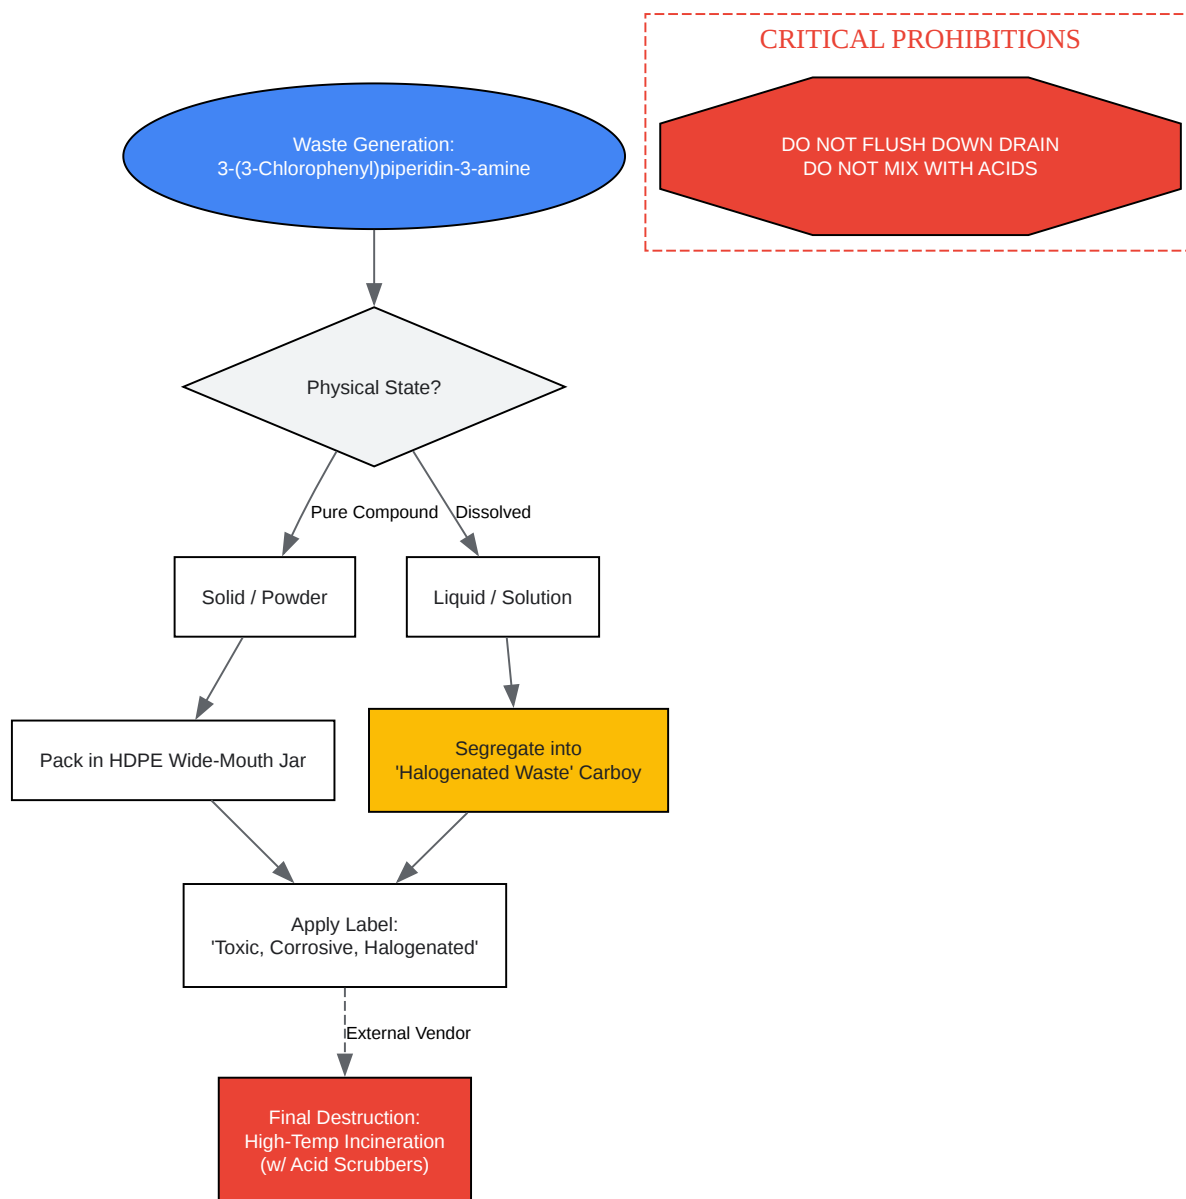 CRITICAL PROHIBITIONS
Waste Generation:
3-(3-Chlorophenyl)piperidin-3-amine
DO NOT FLUSH DOWN DRAIN
DO NOT MIX WITH ACIDS
Physical State?
Pure Compound
Dissolved
Solid / Powder
Liquid / Solution
Pack in HDPE Wide-Mouth Jar
Segregate into
'Halogenated Waste' Carboy
Apply Label:
'Toxic, Corrosive, Halogenated'
External Vendor
Final Destruction:
High-Temp Incineration
(w/ Acid Scrubbers)